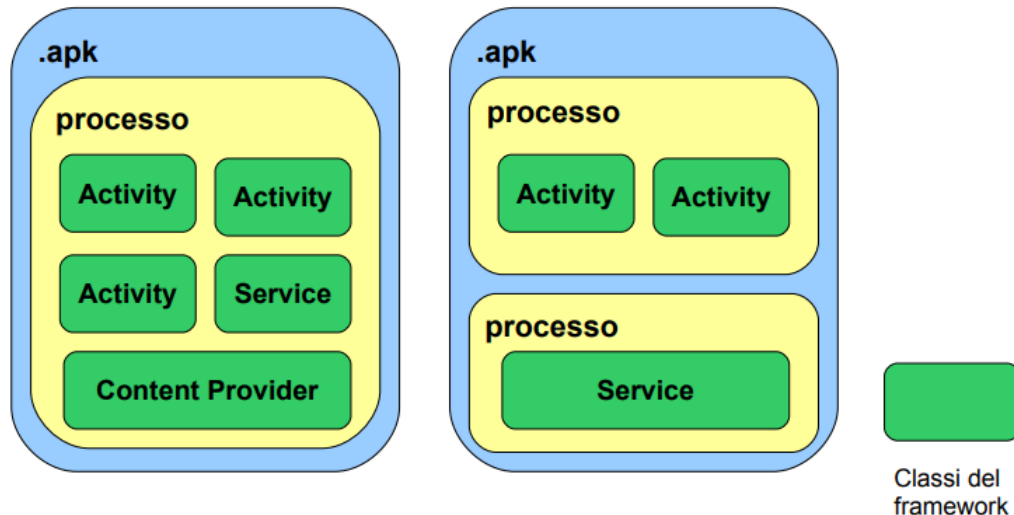 .apk
processo
Activity
Activity
Activity
Service
Content Provider
.apk
processo
Activity
Activity
processo
Service
Classi del
framework